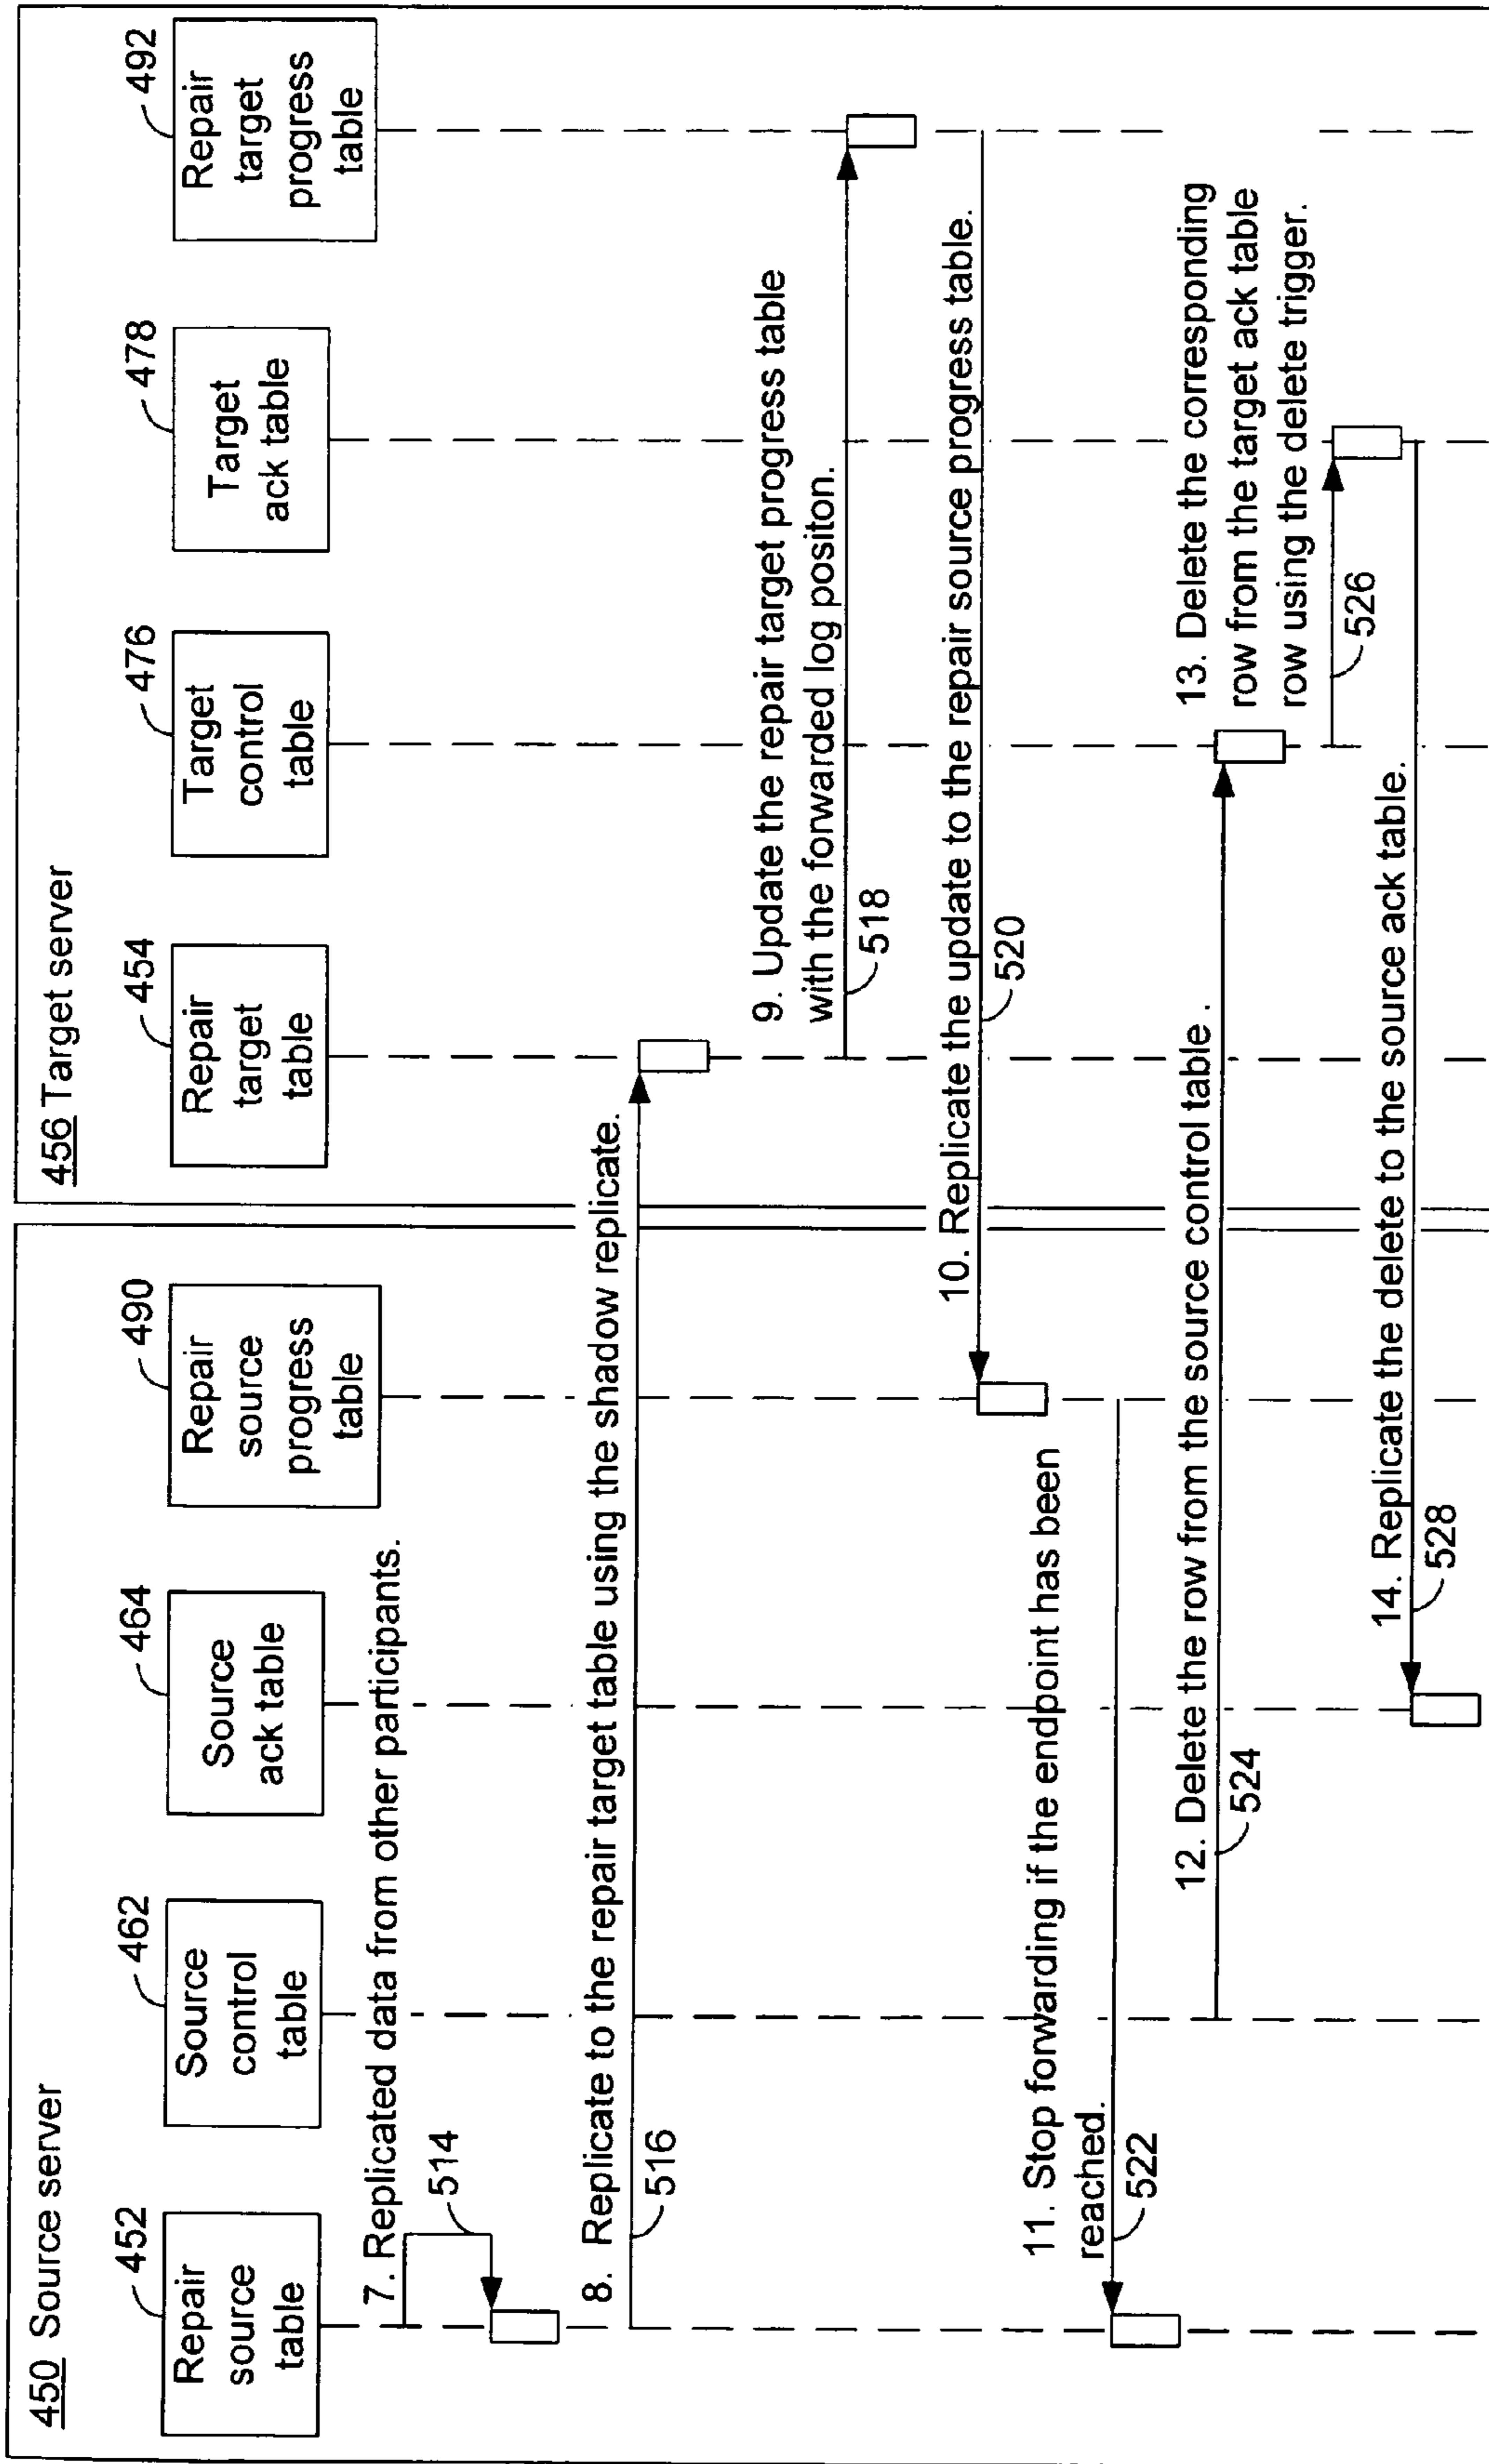 450 Source server
452
Repair
source
table
462
Source
control
table
464
Source
ack table
490
Repair
source
progress
table
456 Target server
454
Repair
target
table
476
Target
control
table
478
Target
ack table
492
Repair
target
progress
table
7. Replicated data from other participants.
514
8. Replicate to the repair target table using the shadow replicate.
516
9. Update the repair target progress table
with the forwarded log positon.
518
10. Replicate the update to the repair source progress table.
520
11. Stop forwarding if the endpoint has been
reached.
522
12. Delete the row from the source control table .
524
13. Delete the corresponding
row from the target ack table
row using the delete trigger.
526
14. Replicate the delete to the source ack table.
528